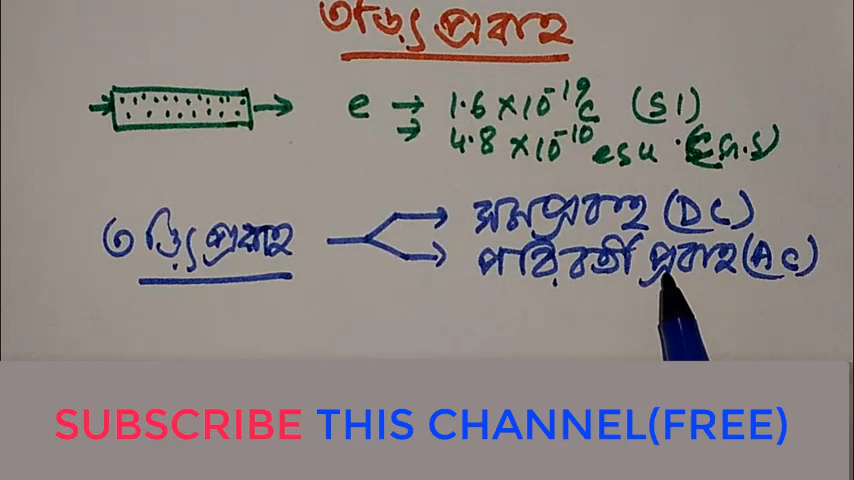 তড়িৎ প্রবাহ
e → 1.6 × 10⁻¹⁹ c (SI)
→ 4.8 × 10⁻¹⁰ esu (C.G.S)
সমপ্রবাহ (DC)
তড়িৎ প্রবাহ
পরিবর্তী প্রবাহ (AC)
SUBSCRIBE THIS CHANNEL(FREE)